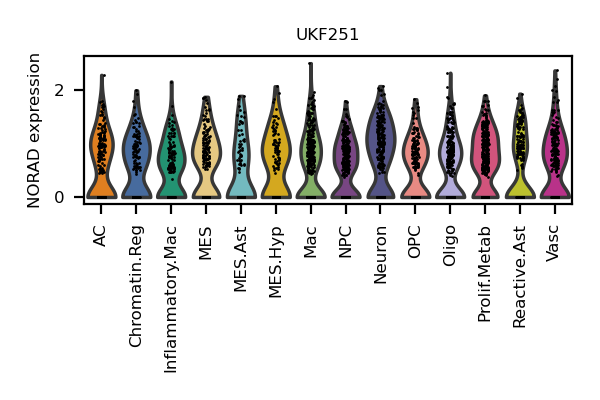 UKF251
NORAD expression
2
0
AC
Chromatin.Reg
Inflammatory.Mac
MES
MES.Ast
MES.Hyp
Mac
NPC
Neuron
OPC
Oligo
Prolif.Metab
Reactive.Ast
Vasc